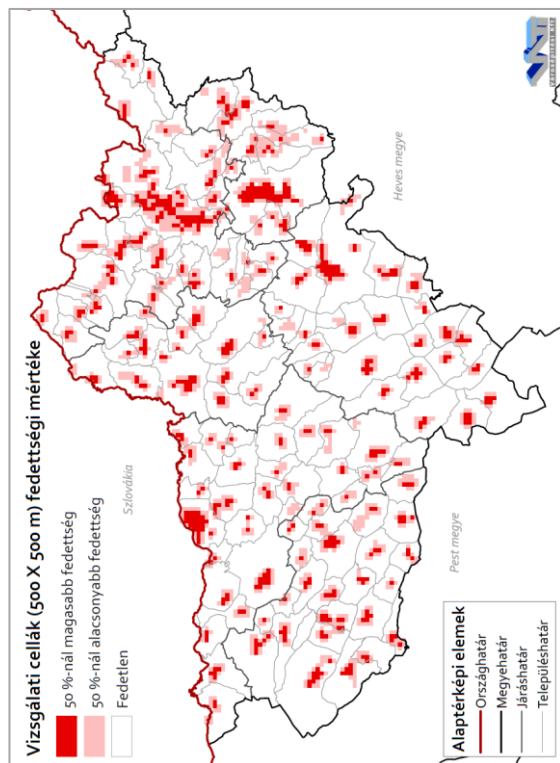 Vizsgálati cellák (500 X 500 m) fedettségi mértéke
50 %-nál magasabb fedettség
50 %-nál alacsonyabb fedettség
Fedetlen
Szlovákia
Heves megye
Pest megye
Alaptérképi elemek
Országhatár
Megyehatár
Járáshatár
Településhatár